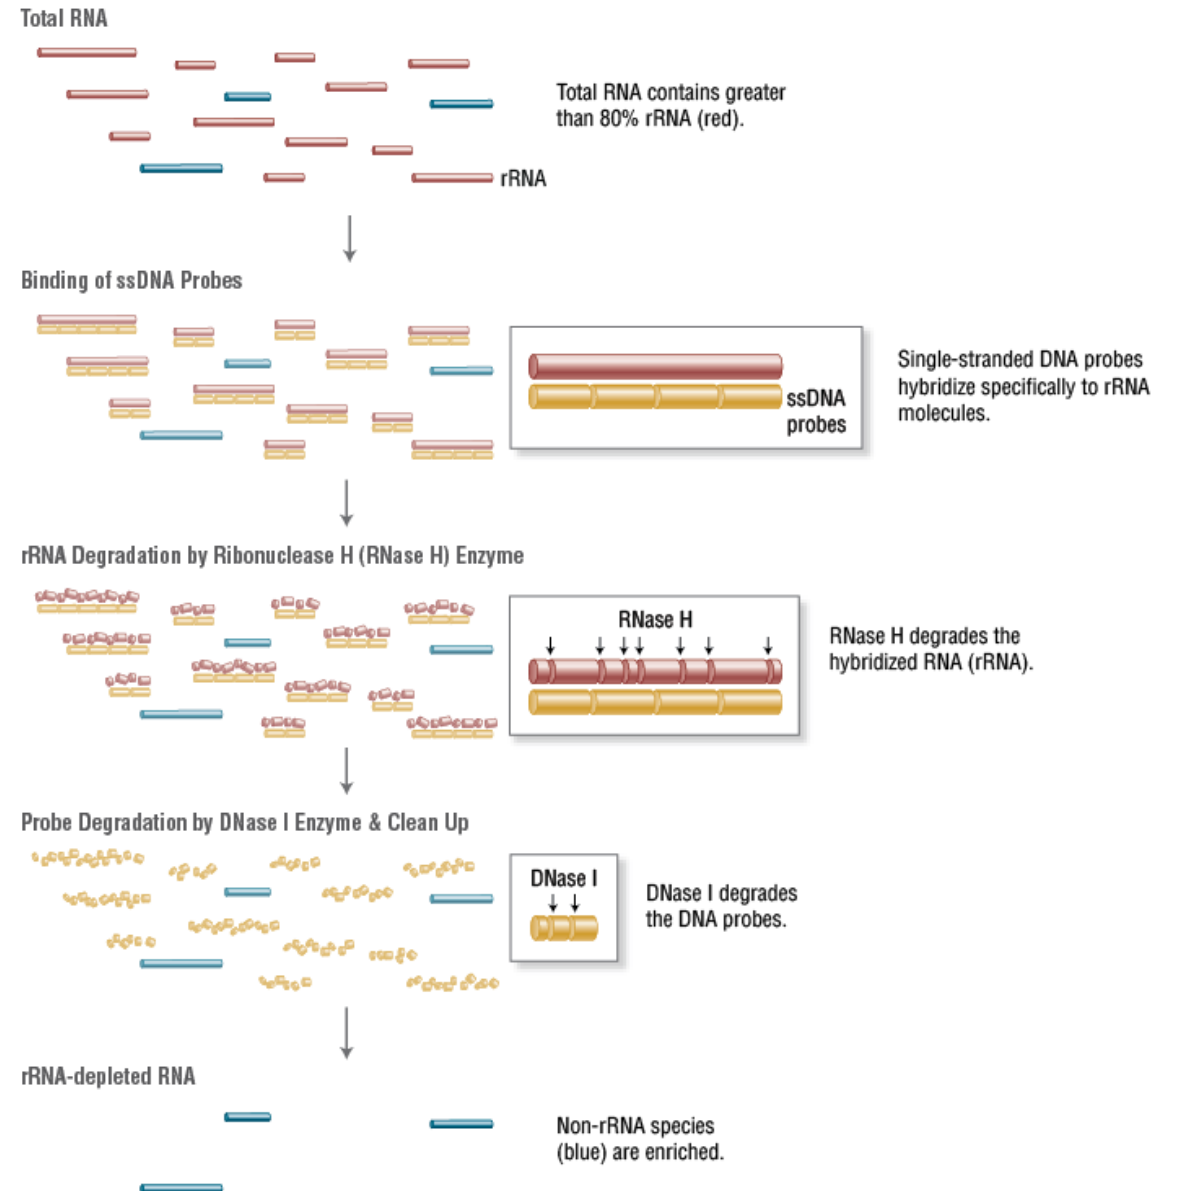 Total RNA
Total RNA contains greater
than 80% rRNA (red).
rRNA
Binding of ssDNA Probes
ssDNA
probes
Single-stranded DNA probes
hybridize specifically to rRNA
molecules.
rRNA Degradation by Ribonuclease H (RNase H) Enzyme
RNase H
RNase H degrades the
hybridized RNA (rRNA).
Probe Degradation by DNase I Enzyme & Clean Up
DNase I
DNase I degrades
the DNA probes.
rRNA-depleted RNA
Non-rRNA species
(blue) are enriched.